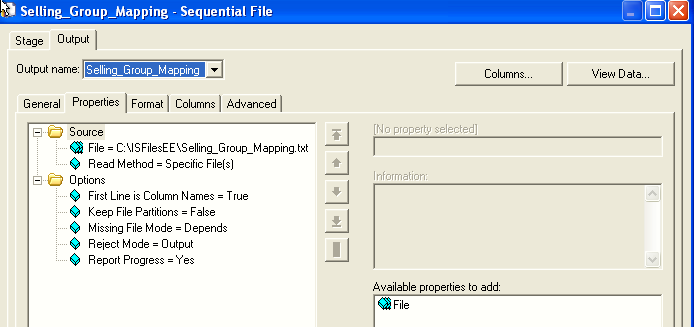 Selling_Group_Mapping - Sequential File
Stage Output
Output name: Selling_Group_Mapping Columns... View Data...
General Properties Format Columns Advanced
Source
File = C:\ISFilesEE\Selling_Group_Mapping.txt
Read Method = Specific File(s)
Options
First Line is Column Names = True
Keep File Partitions = False
Missing File Mode = Depends
Reject Mode = Output
Report Progress = Yes
[No property selected]
Information:
Available properties to add:
File